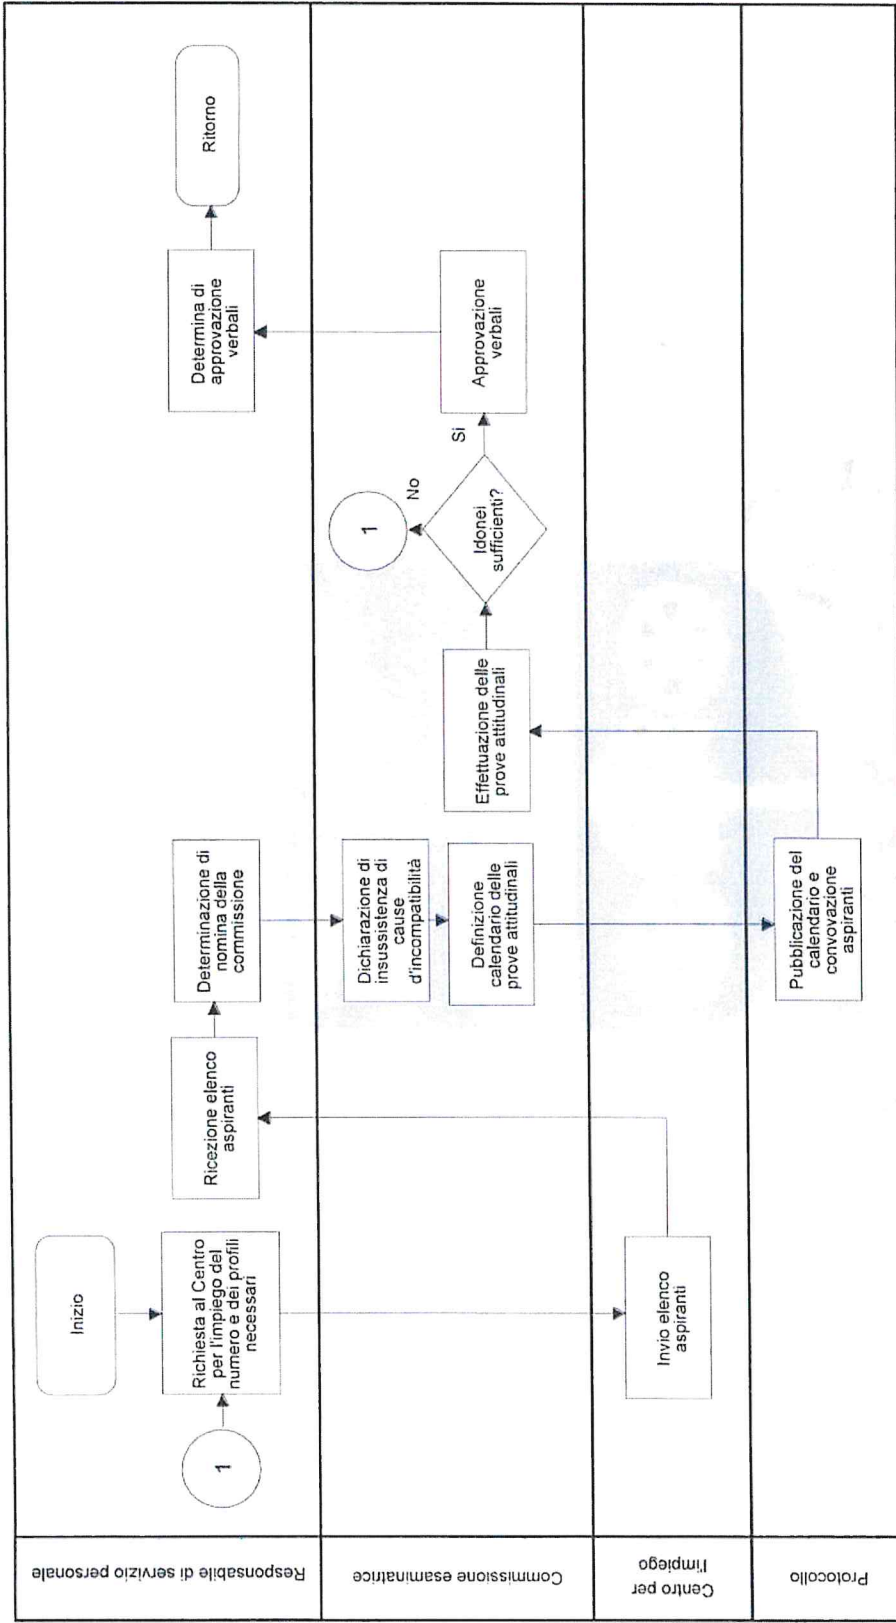 Responsabile di servizio personale
Inizio
1
Richiesta al Centro
per l'impiego del
numero e dei profili
necessari
Ricezione elenco
aspiranti
Determinazione di
nomina della
commissione
Determina di
approvazione
verbali
Ritorno
Commissione esaminatrice
Dichiarazione di
insussistenza di
cause
d'incompatibilità
Definizione
calendario delle
prove attitudinali
Effettuazione delle
prove attitudinali
Idonei
sufficienti?
No
1
Si
Approvazione
verbali
Centro per
l'impiego
Invio elenco
aspiranti
Protocollo
Pubblicazione del
calendario e
convovazione
aspiranti